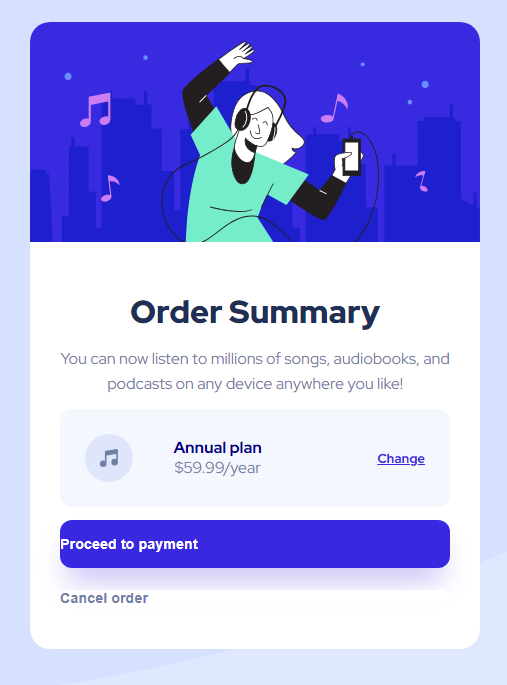 Order Summary
You can now listen to millions of songs, audiobooks, and
podcasts on any device anywhere you like!
Annual plan
$59.99/year
Change
Proceed to payment
Cancel order